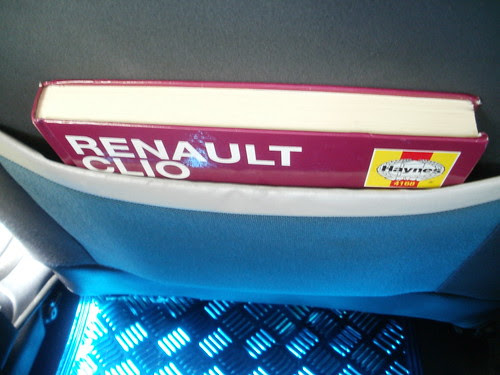 RENAULT
CLIO
Haynes
4168